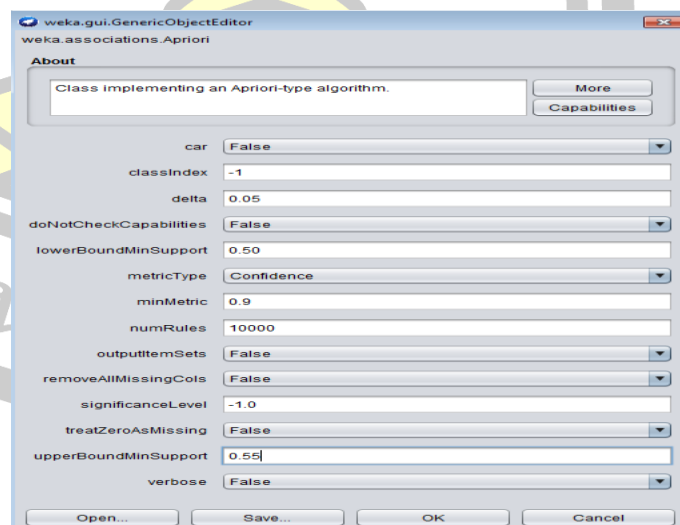 weka.gui.GenericObjectEditor
weka.associations.Apriori
About
Class implementing an Apriori-type algorithm.
More
Capabilities
car False
classIndex -1
delta 0.05
doNotCheckCapabilities False
lowerBoundMinSupport 0.50
metricType Confidence
minMetric 0.9
numRules 10000
outputItemSets False
removeAllMissingCols False
significanceLevel -1.0
treatZeroAsMissing False
upperBoundMinSupport 0.55
verbose False
Open... Save... OK Cancel